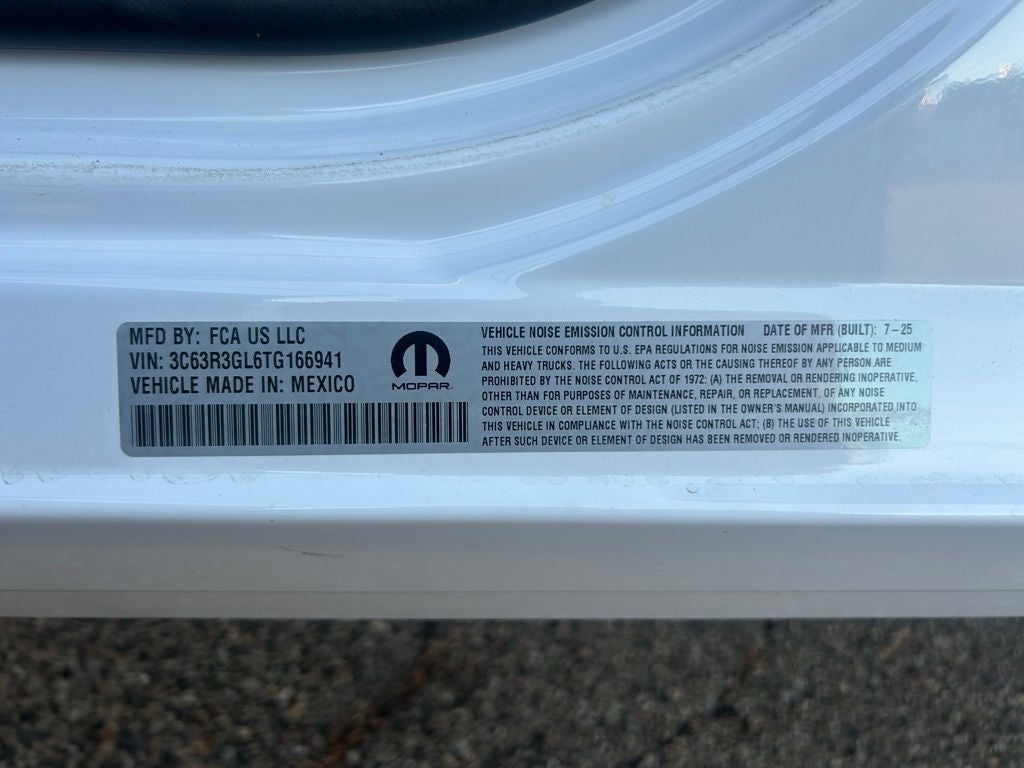 MFD BY: FCA US LLC
VIN: 3C63R3GL6TG166941
VEHICLE MADE IN: MEXICO
MOPAR
VEHICLE NOISE EMISSION CONTROL INFORMATION DATE OF MFR (BUILT): 7-25
THIS VEHICLE CONFORMS TO U.S. EPA REGULATIONS FOR NOISE EMISSION APPLICABLE TO MEDIUM
AND HEAVY TRUCKS. THE FOLLOWING ACTS OR THE CAUSING THEREOF BY ANY PERSON ARE
PROHIBITED BY THE NOISE CONTROL ACT OF 1972: (A) THE REMOVAL OR RENDERING INOPERATIVE,
OTHER THAN FOR PURPOSES OF MAINTENANCE, REPAIR, OR REPLACEMENT, OF ANY NOISE
CONTROL DEVICE OR ELEMENT OF DESIGN (LISTED IN THE OWNER'S MANUAL) INCORPORATED INTO
THIS VEHICLE IN COMPLIANCE WITH THE NOISE CONTROL ACT; (B) THE USE OF THIS VEHICLE
AFTER SUCH DEVICE OR ELEMENT OF DESIGN HAS BEEN REMOVED OR RENDERED INOPERATIVE.